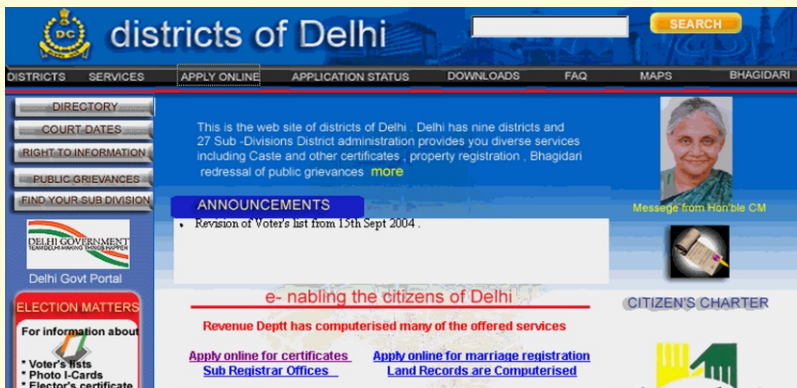 DC
districts of Delhi
SEARCH
DISTRICTS SERVICES APPLY ONLINE APPLICATION STATUS DOWNLOADS FAQ MAPS BHAGIDARI
DIRECTORY
COURT DATES
RIGHT TO INFORMATION
PUBLIC GRIEVANCES
FIND YOUR SUB DIVISION
DELHI GOVERNMENT
Delhi Govt Portal
ELECTION MATTERS
For information about
* Voter's lists
* Photo I-Cards
* Elector's certificate
This is the web site of districts of Delhi . Delhi has nine districts and
27 Sub -Divisions District administration provides you diverse services
including Caste and other certificates , property registration , Bhagidari
redressal of public grievances more
ANNOUNCEMENTS
• Revision of Voter's list from 15th Sept 2004 .
e- nabling the citizens of Delhi
Revenue Deptt has computerised many of the offered services
Apply online for certificates Apply online for marriage registration
Sub Registrar Offices Land Records are Computerised
Messege from Hon'ble CM
CITIZEN'S CHARTER